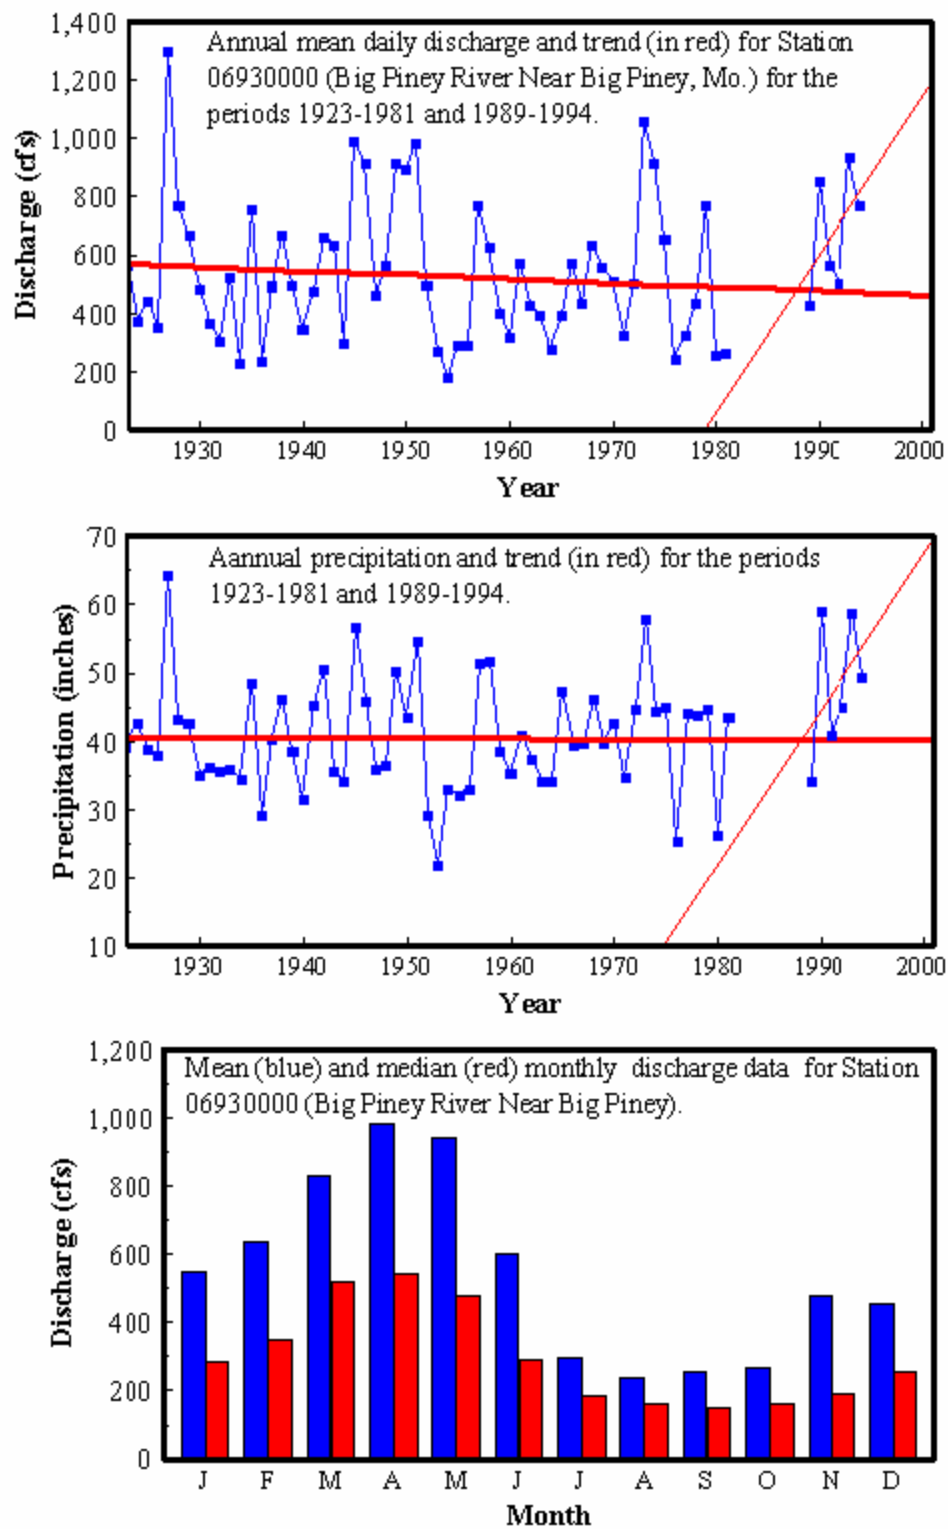 1,400
Annual mean daily discharge and trend (in red) for Station
06930000 (Big Piney River Near Big Piney, Mo.) for the
periods 1923-1981 and 1989-1994.
1,200
1,000
800
600
400
200
0
Discharge (cfs)
1930 1940 1950 1960 1970 1980 1990 2000
Year
70
Aannual precipitation and trend (in red) for the periods
1923-1981 and 1989-1994.
60
50
40
30
20
10
Precipitation (inches)
1930 1940 1950 1960 1970 1980 1990 2000
Year
1,200
Mean (blue) and median (red) monthly discharge data for Station
06930000 (Big Piney River Near Big Piney).
1,000
800
600
400
200
0
Discharge (cfs)
J F M A M J J A S O N D
Month